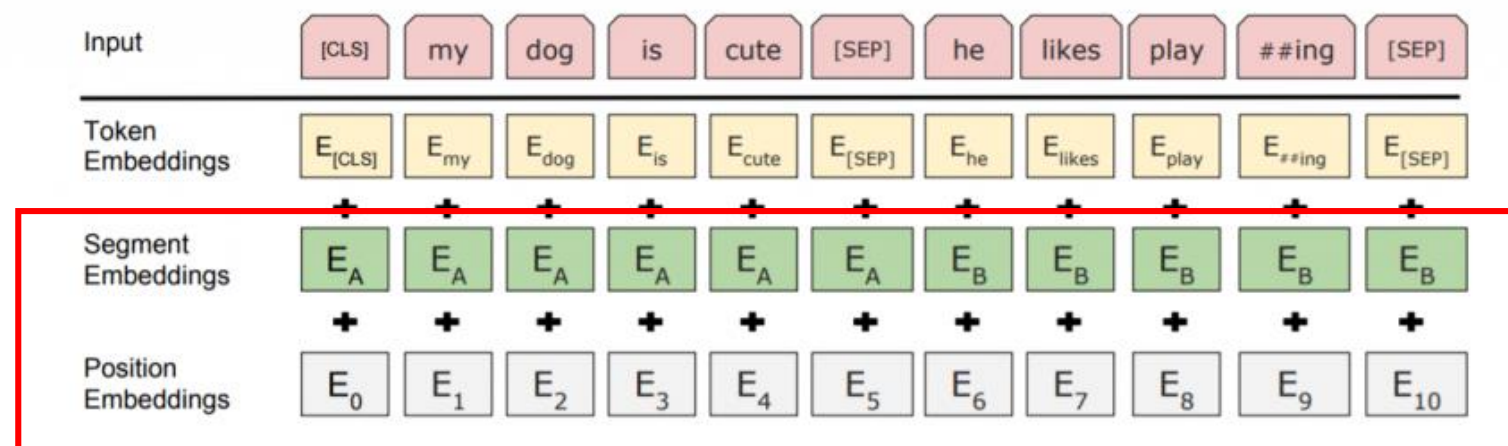 Input [CLS] my dog is cute [SEP] he likes play ##ing [SEP]
Token
Embeddings E[CLS] Emy Edog Eis Ecute E[SEP] Ehe Elikes Eplay E##ing E[SEP]
+ + + + + + + + + + +
Segment
Embeddings EA EA EA EA EA EA EB EB EB EB EB
+ + + + + + + + + + +
Position
Embeddings E0 E1 E2 E3 E4 E5 E6 E7 E8 E9 E10